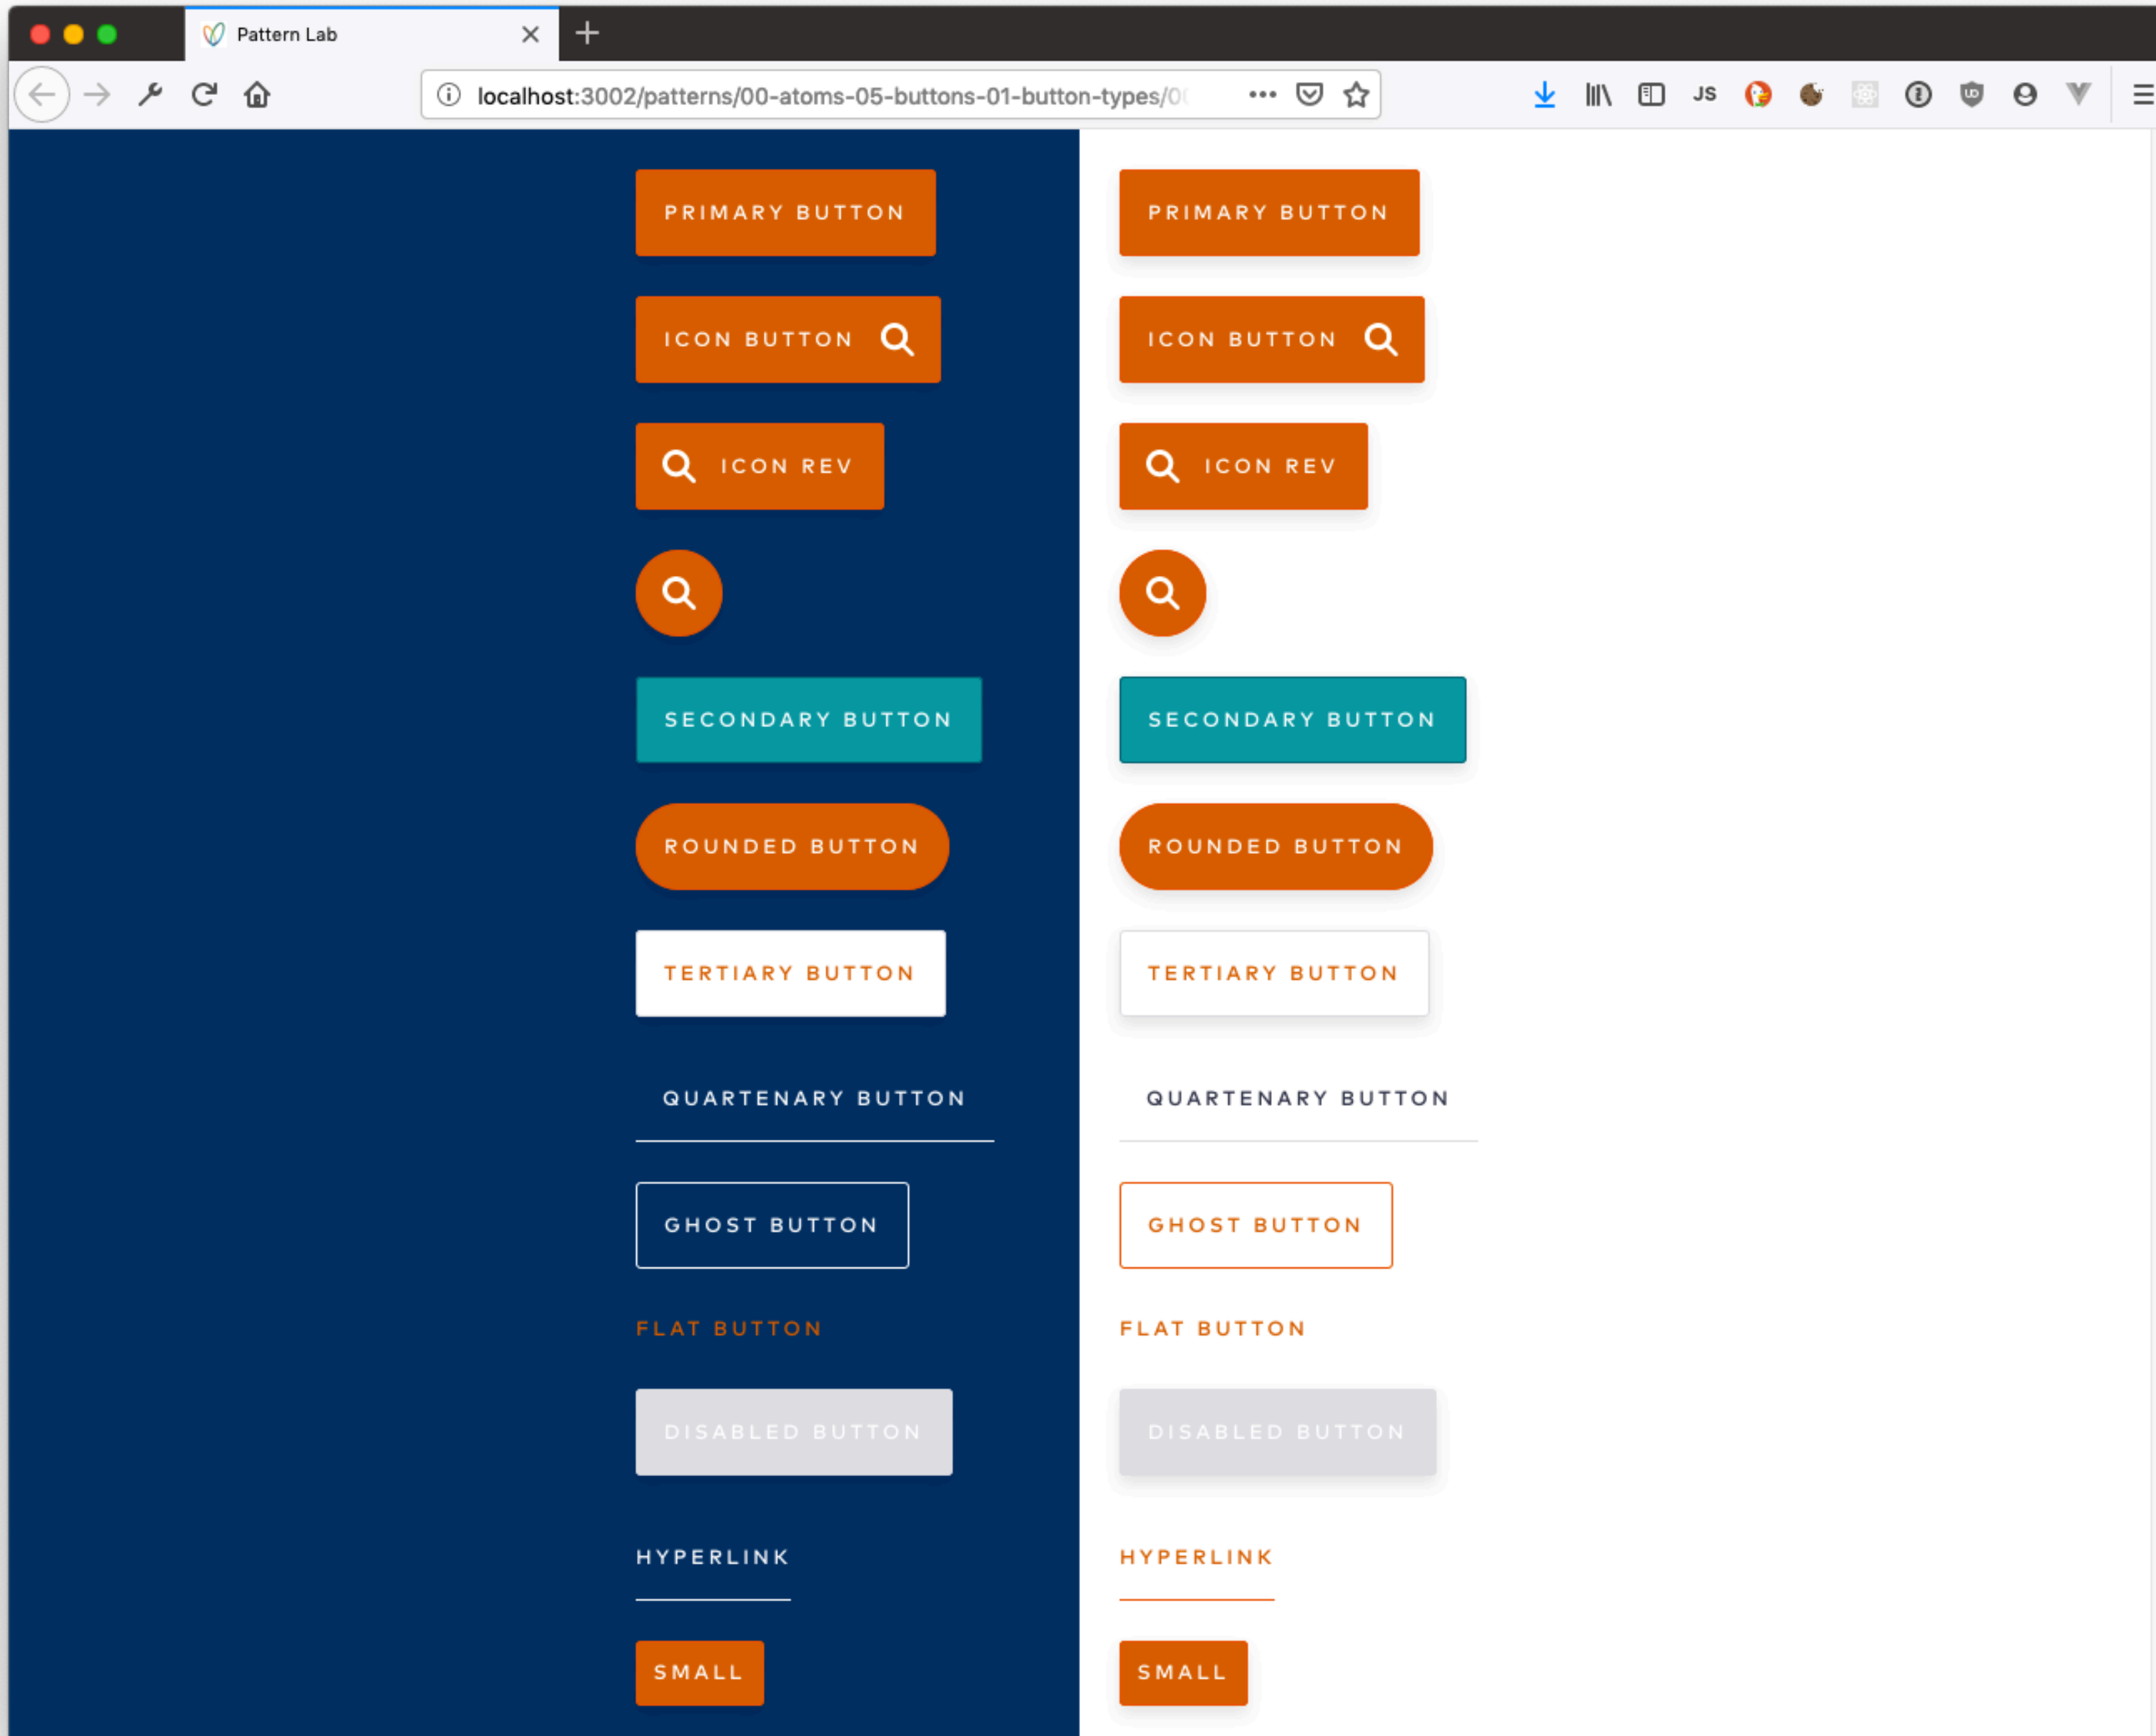 Pattern Lab
localhost:3002/patterns/00-atoms-05-buttons-01-button-types/00
JS
PRIMARY BUTTON PRIMARY BUTTON
ICON BUTTON ICON BUTTON
ICON REV ICON REV
SECONDARY BUTTON SECONDARY BUTTON
ROUNDED BUTTON ROUNDED BUTTON
TERTIARY BUTTON TERTIARY BUTTON
QUARTENARY BUTTON QUARTENARY BUTTON
GHOST BUTTON GHOST BUTTON
FLAT BUTTON FLAT BUTTON
DISABLED BUTTON DISABLED BUTTON
HYPERLINK HYPERLINK
SMALL SMALL